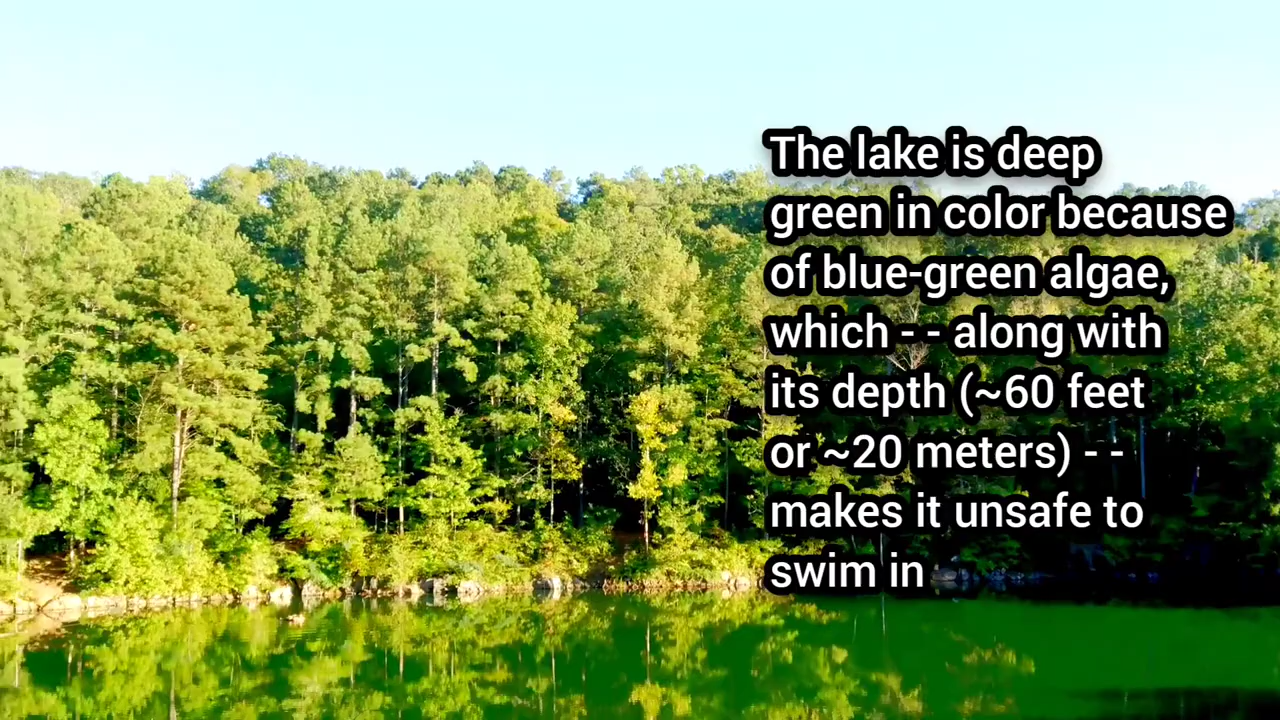 The lake is deep
green in color because
of blue-green algae,
which - - along with
its depth (~60 feet
or ~20 meters) - -
makes it unsafe to
swim in